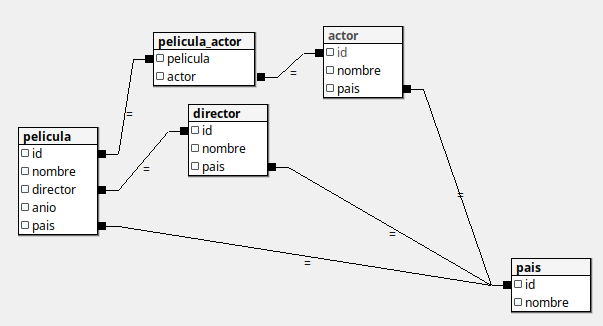 pelicula_actor
pelicula
actor
actor
id
nombre
pais
director
id
nombre
pais
pelicula
id
nombre
director
anio
pais
pais
id
nombre
=
=
=
=
=
=